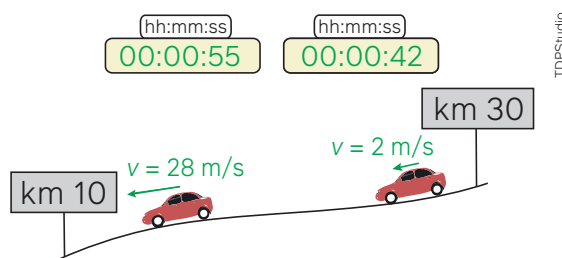 hh:mm:ss
00:00:55
hh:mm:ss
00:00:42
TDPStudio
km 30
v = 2 m/s
v = 28 m/s
km 10